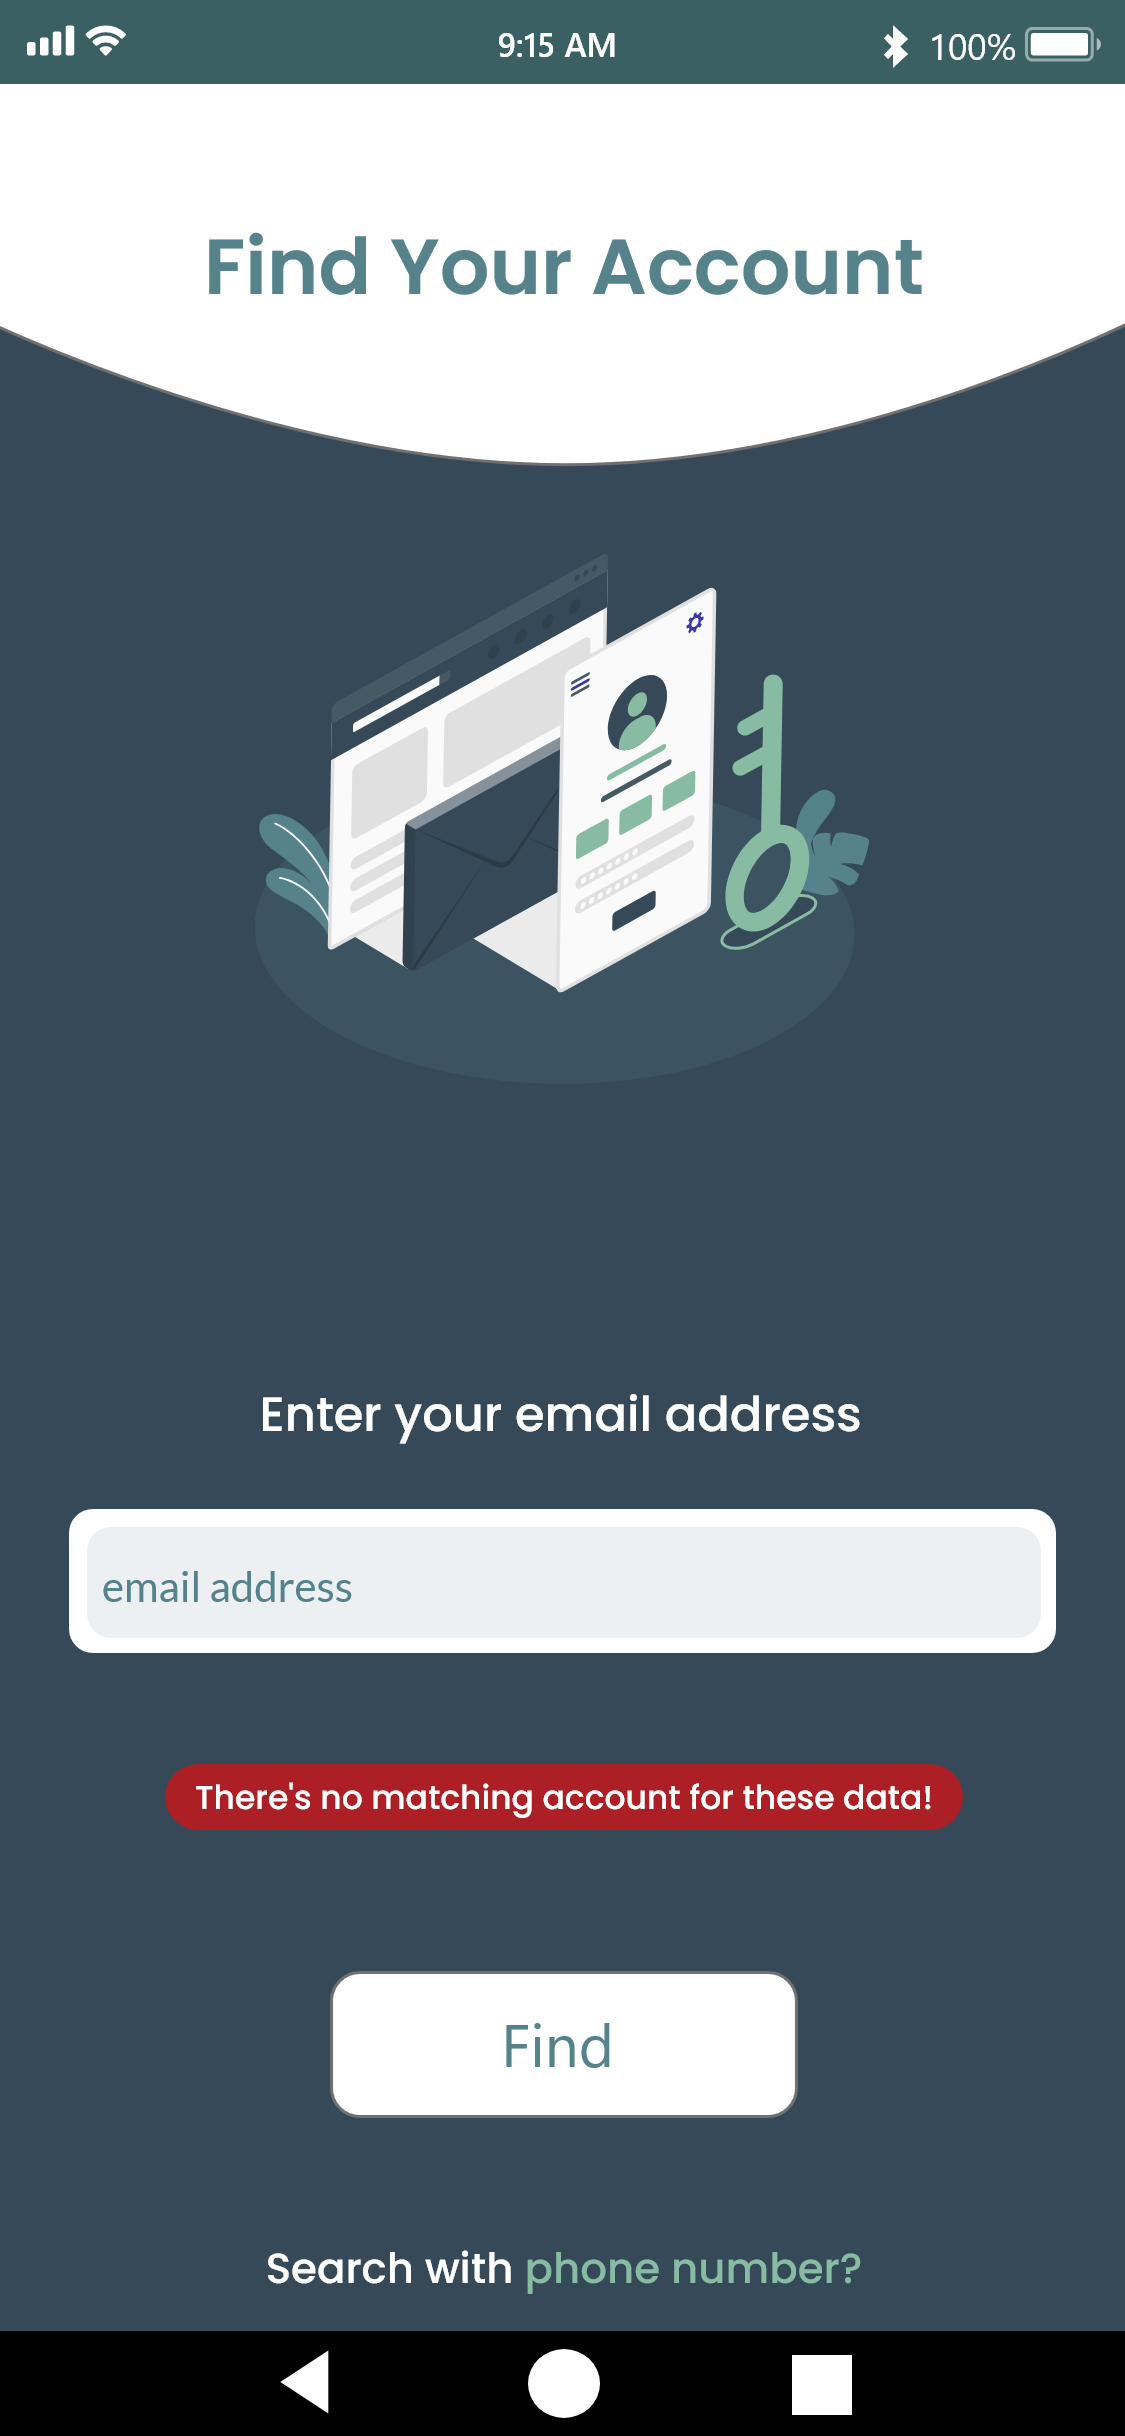 9:15 AM
100%
Find Your Account
Enter your email address
email address
There's no matching account for these data!
Find
Search with phone number?